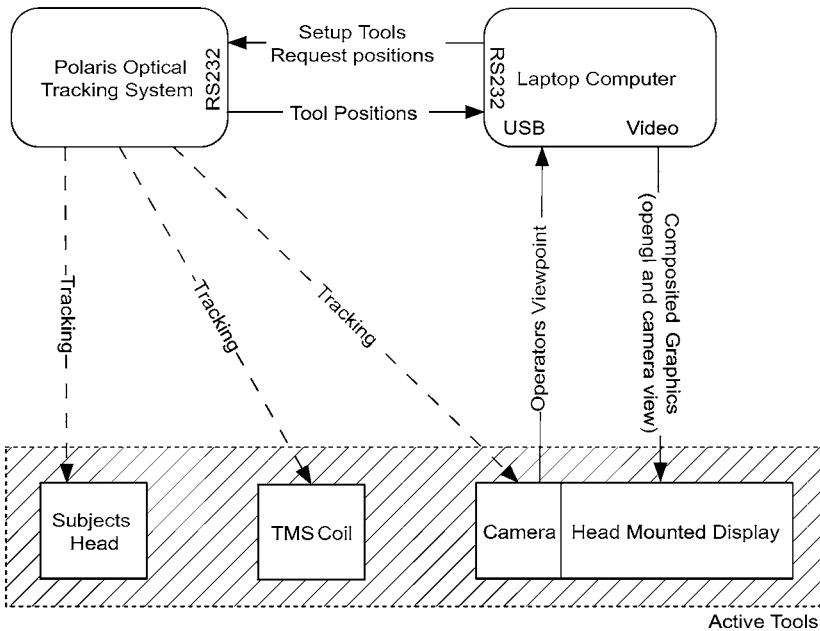 Setup Tools
Request positions
Polaris Optical
Tracking System
RS232
RS232
Laptop Computer
Tool Positions
USB
Video
Tracking
Tracking
Tracking
Operators Viewpoint
Composited Graphics
(opengl and camera view)
Subjects
Head
TMS Coil
Camera
Head Mounted Display
Active Tools